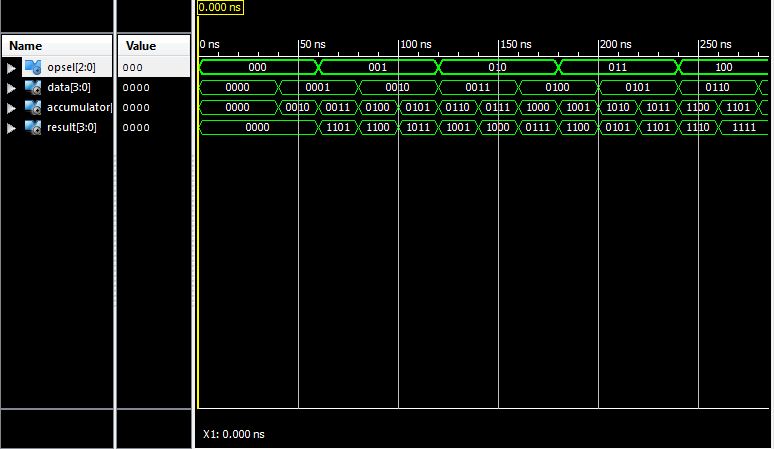 0.000 ns
Name Value
0 ns 50 ns 100 ns 150 ns 200 ns 250 ns
opsel[2:0] 000 000 001 010 011 100
data[3:0] 0000 0000 0001 0010 0011 0100 0101 0110
accumulator[ 0000 0000 0010 0011 0100 0101 0110 0111 1000 1001 1010 1011 1100 1101
result[3:0] 0000 0000 1101 1100 1011 1001 1000 0111 1100 0101 1101 1110 1111
X1: 0.000 ns